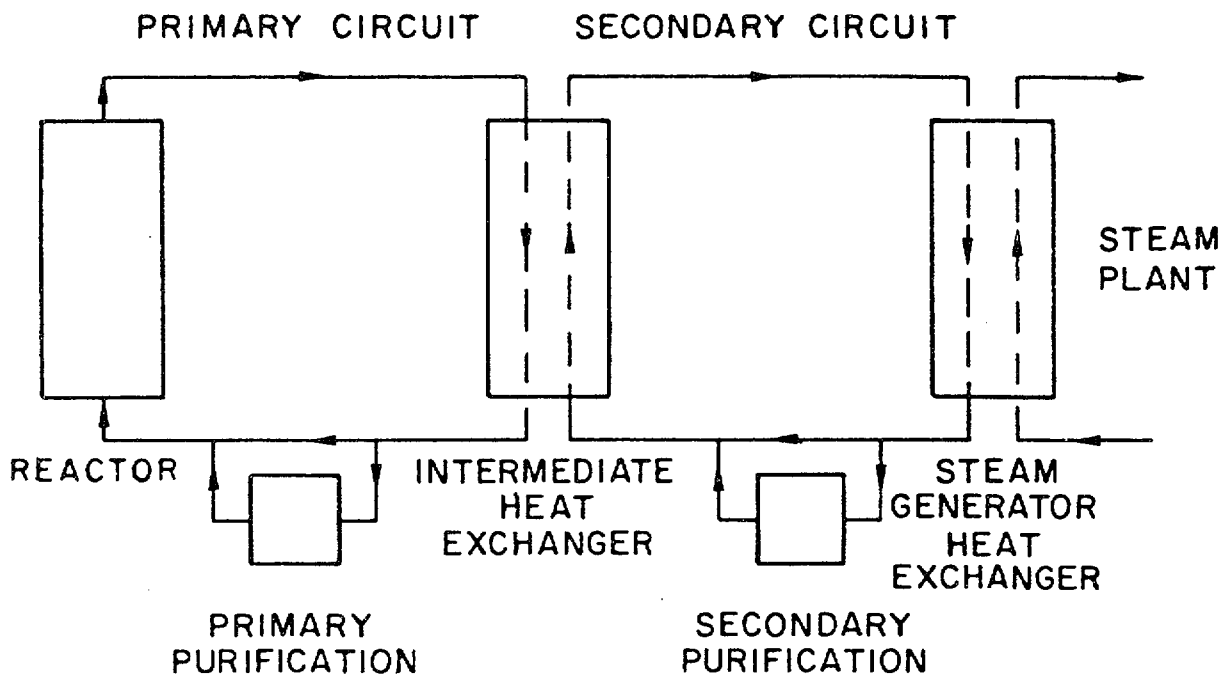 PRIMARY CIRCUIT
SECONDARY CIRCUIT
STEAM
PLANT
REACTOR
INTERMEDIATE
HEAT
EXCHANGER
STEAM
GENERATOR
HEAT
EXCHANGER
PRIMARY
PURIFICATION
SECONDARY
PURIFICATION